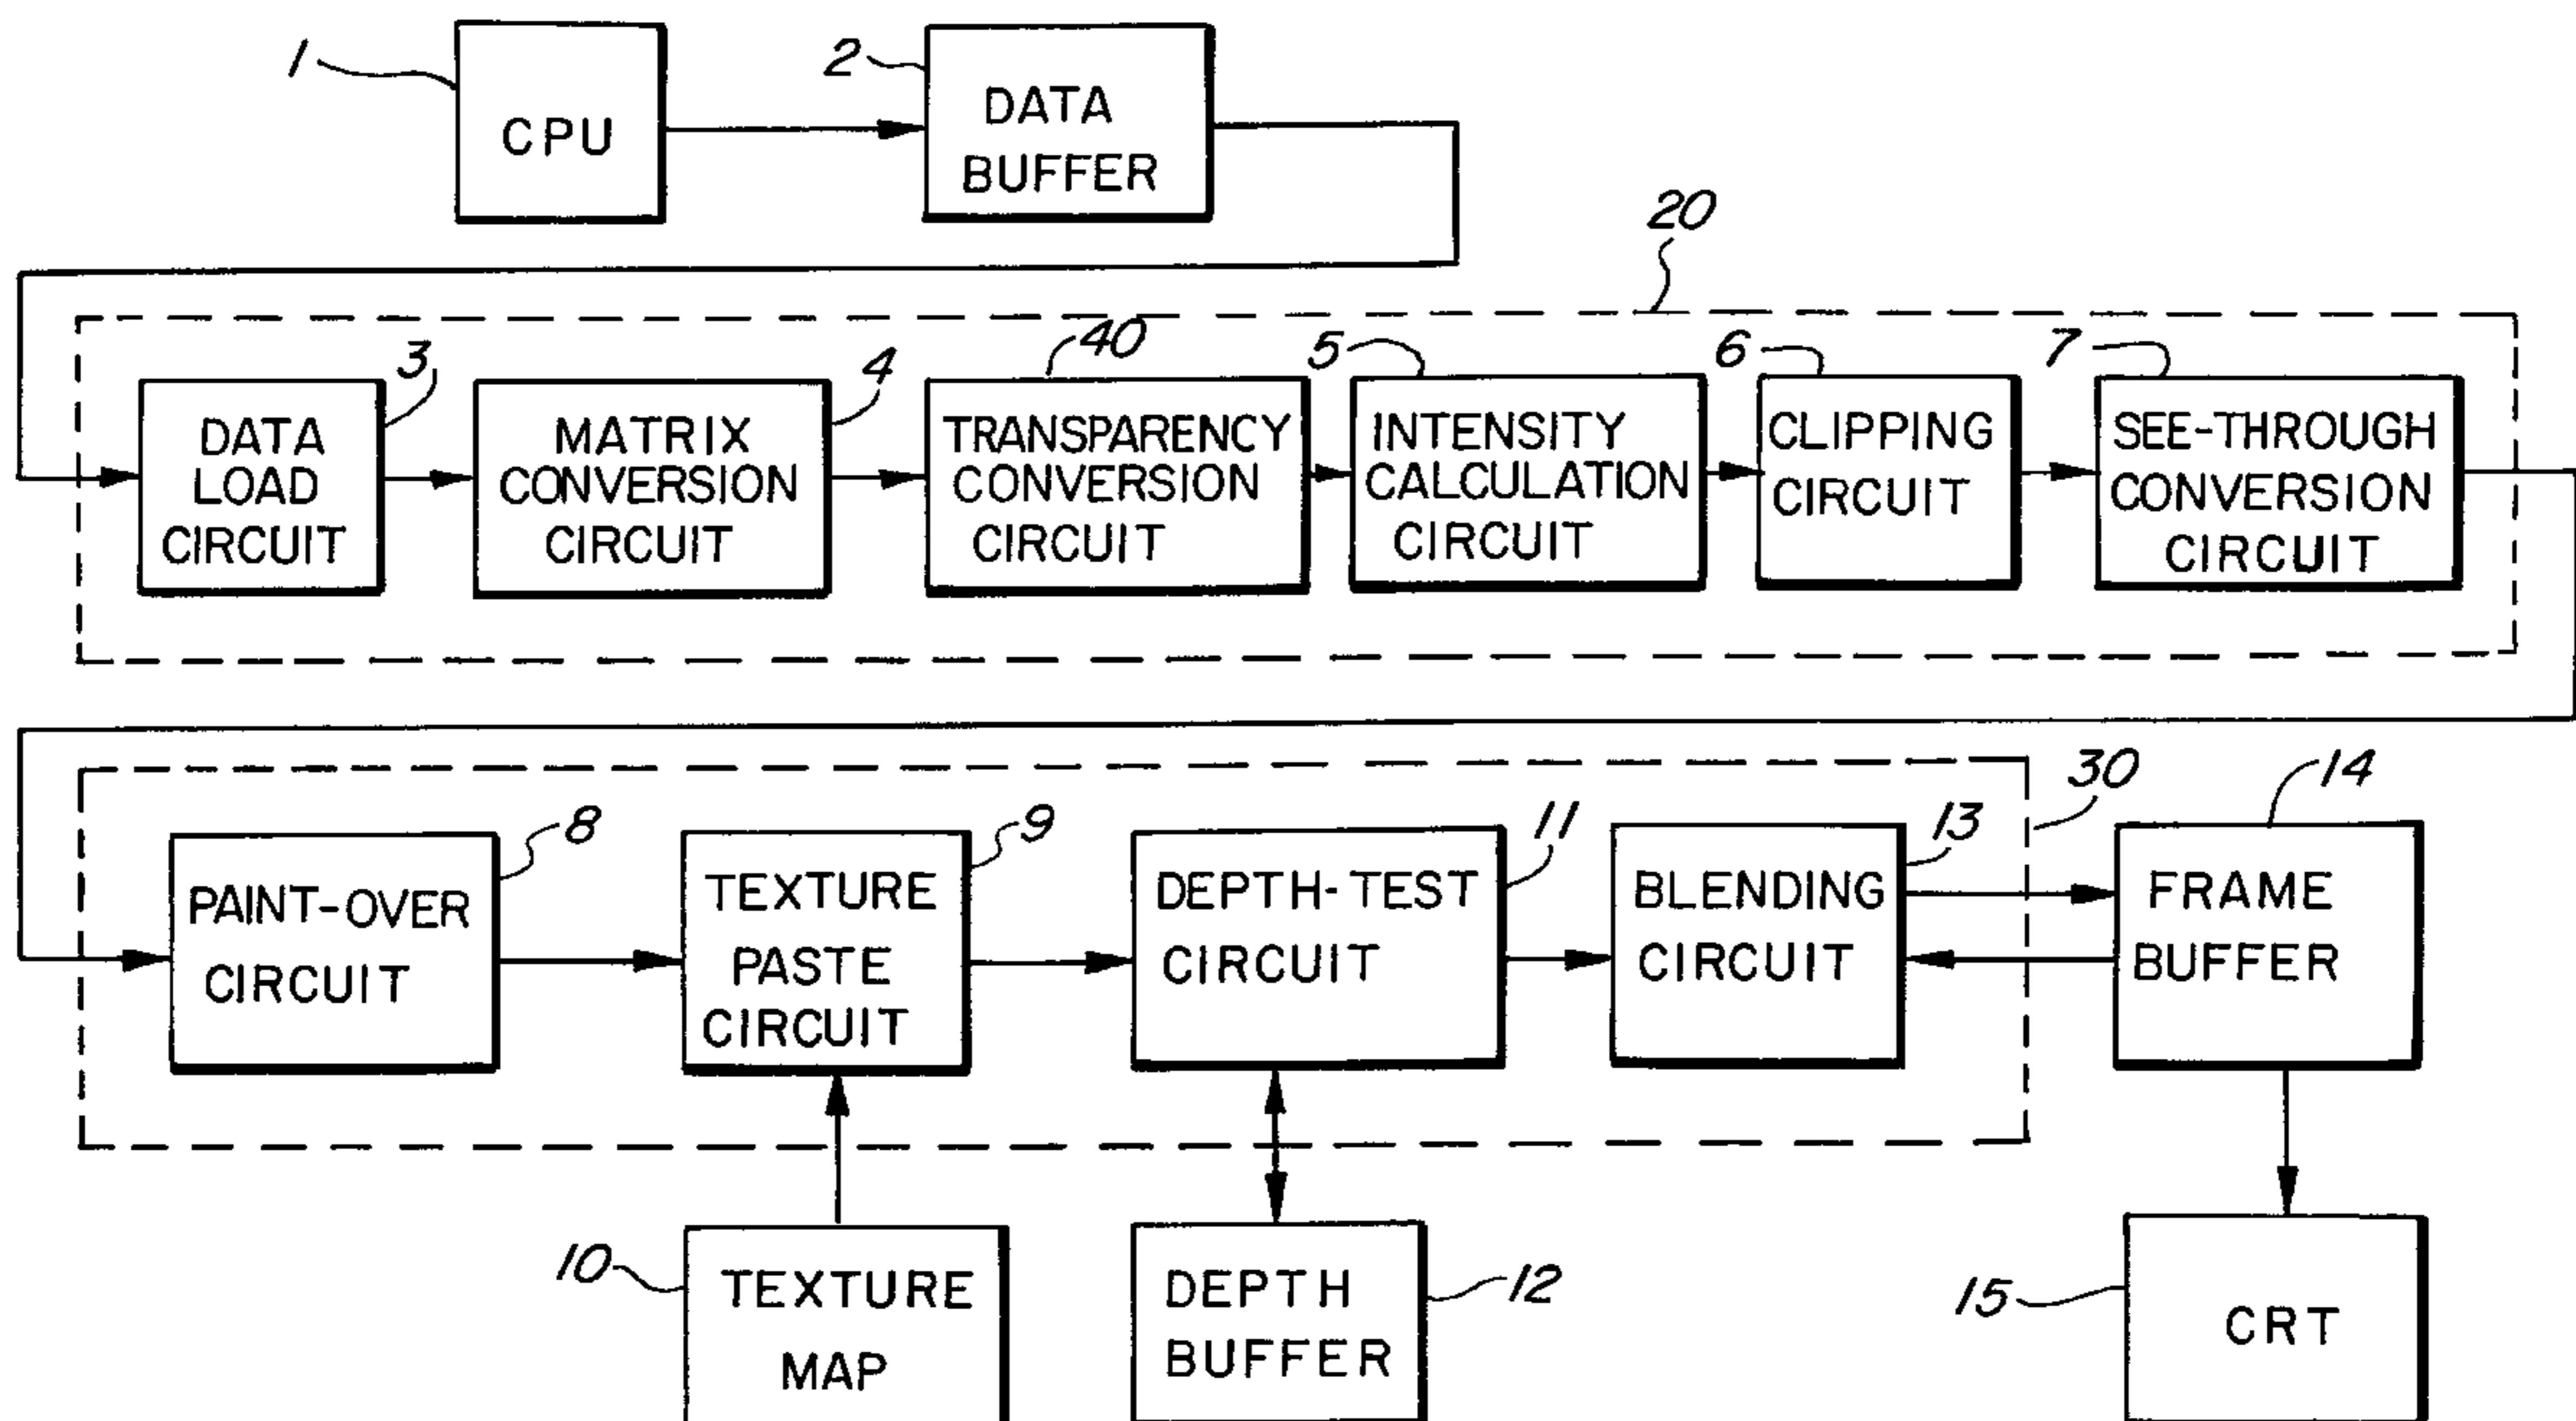 1
CPU
2
DATA
BUFFER
20
3
DATA
LOAD
CIRCUIT
4
MATRIX
CONVERSION
CIRCUIT
40
TRANSPARENCY
CONVERSION
CIRCUIT
5
INTENSITY
CALCULATION
CIRCUIT
6
CLIPPING
CIRCUIT
7
SEE-THROUGH
CONVERSION
CIRCUIT
30
8
PAINT-OVER
CIRCUIT
9
TEXTURE
PASTE
CIRCUIT
11
DEPTH-TEST
CIRCUIT
13
BLENDING
CIRCUIT
14
FRAME
BUFFER
10
TEXTURE
MAP
12
DEPTH
BUFFER
15
CRT